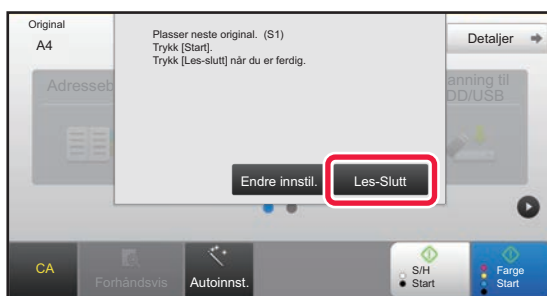 Original
A4
Plasser neste original. (S1)
Trykk [Start].
Trykk [Les-slutt] når du er ferdig.
Detaljer
Adresseb
anning til
DD/USB
Endre innstil.
Les-Slutt
CA
Forhåndsvis
Autoinnst.
S/H
Start
Farge
Start